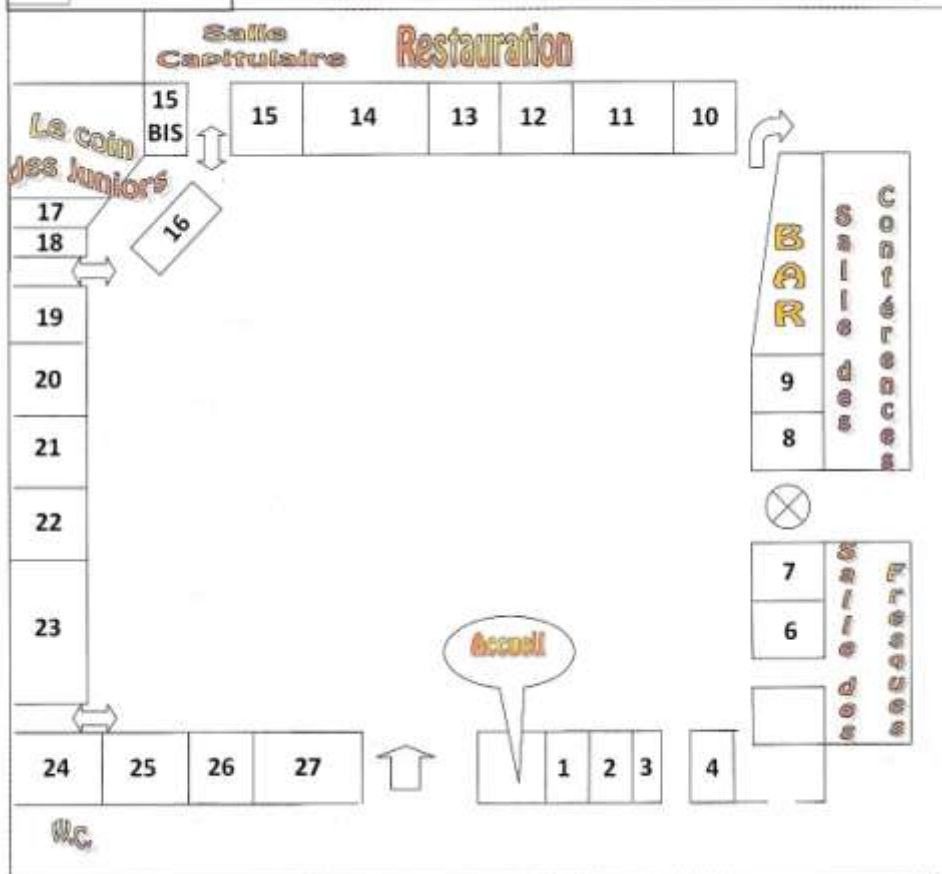 Salle
Capitulaire
Restauration
15
BIS
15
14
13
12
11
10
Le coin
des Juniors
16
17
18
19
20
21
22
23
BAR
Salle des
Conférences
9
8
7
6
Salle des
Fresques
Accueil
24
25
26
27
1
2
3
4
W.C.